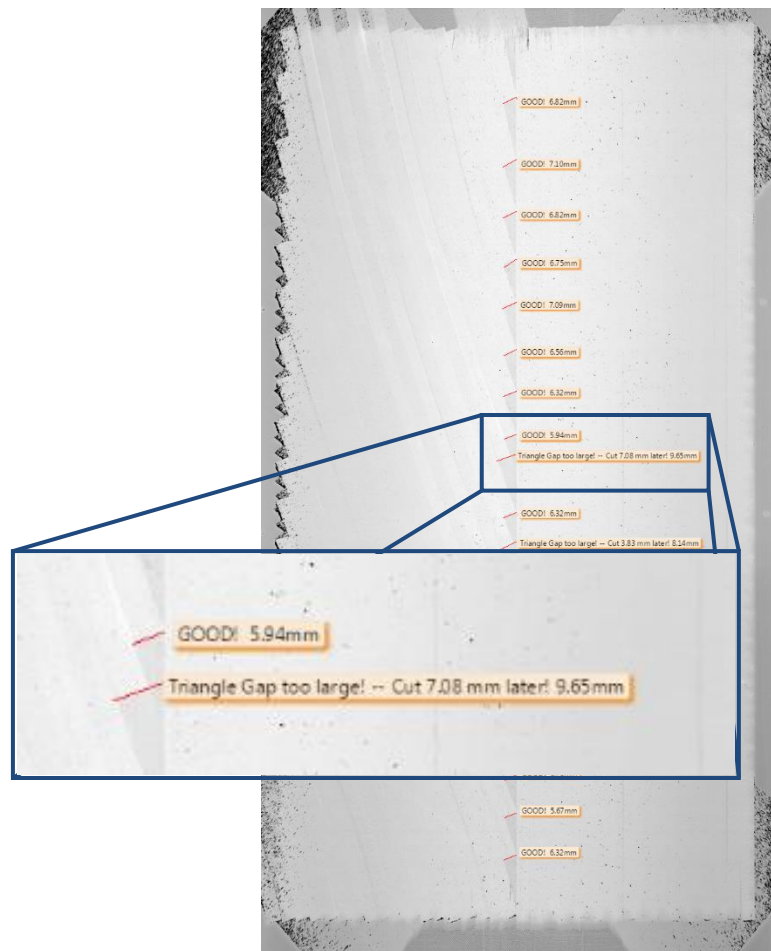 GOOD! 6.82mm
GOOD! 7.10mm
GOOD! 6.82mm
GOOD! 6.75mm
GOOD! 7.09mm
GOOD! 6.56mm
GOOD! 6.32mm
GOOD! 5.94mm
Triangle Gap too large! -- Cut 7.08 mm later! 9.65mm
GOOD! 6.32mm
Triangle Gap too large! -- Cut 3.83 mm later! 8.14mm
GOOD! 5.94mm
Triangle Gap too large! -- Cut 7.08 mm later! 9.65mm
GOOD! 5.67mm
GOOD! 6.32mm